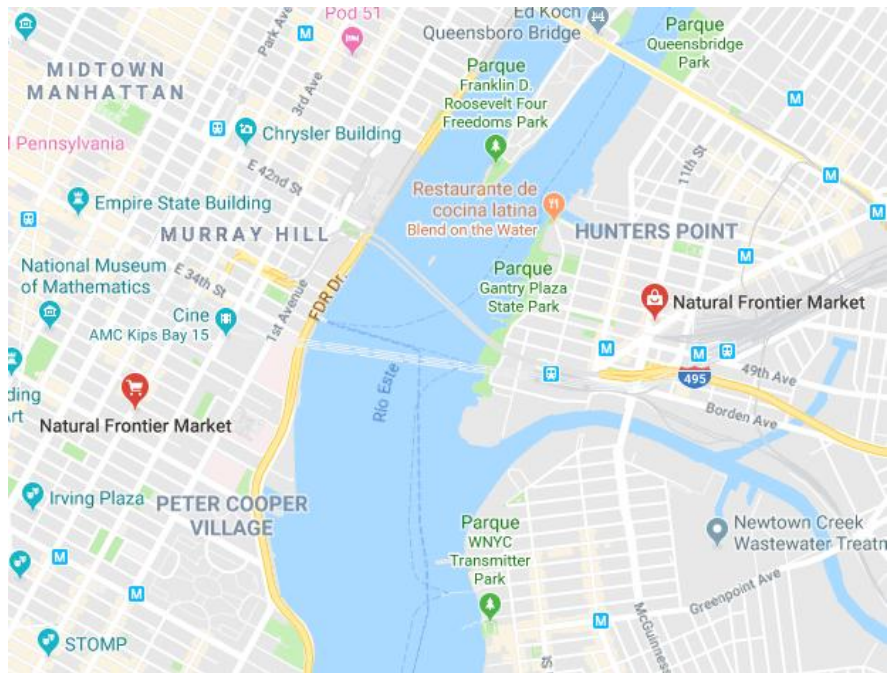 Pod 51
Ed Koch
Queensboro Bridge
Park Ave
Parque
Queensbridge
Park
MIDTOWN
MANHATTAN
3rd Ave
Parque
Franklin D.
Roosevelt Four
Freedoms Park
M
M
Chrysler Building
Pennsylvania
11th St
E 42nd St
M
Empire State Building
Restaurante de
cocina latina
Blend on the Water
M
MURRAY HILL
HUNTERS POINT
M
National Museum
of Mathematics
E 34th St
FDR Dr.
Parque
Gantry Plaza
State Park
Natural Frontier Market
Cine
AMC Kips Bay 15
1st Avenue
M
M
49th Ave
495
Río Este
Borden Ave
Natural Frontier Market
Irving Plaza
PETER COOPER
VILLAGE
Parque
WNYC
Transmitter
Park
Newtown Creek
Wastewater Treatm
M
M
Greenpoint Ave
M
McGuinness
STOMP
St